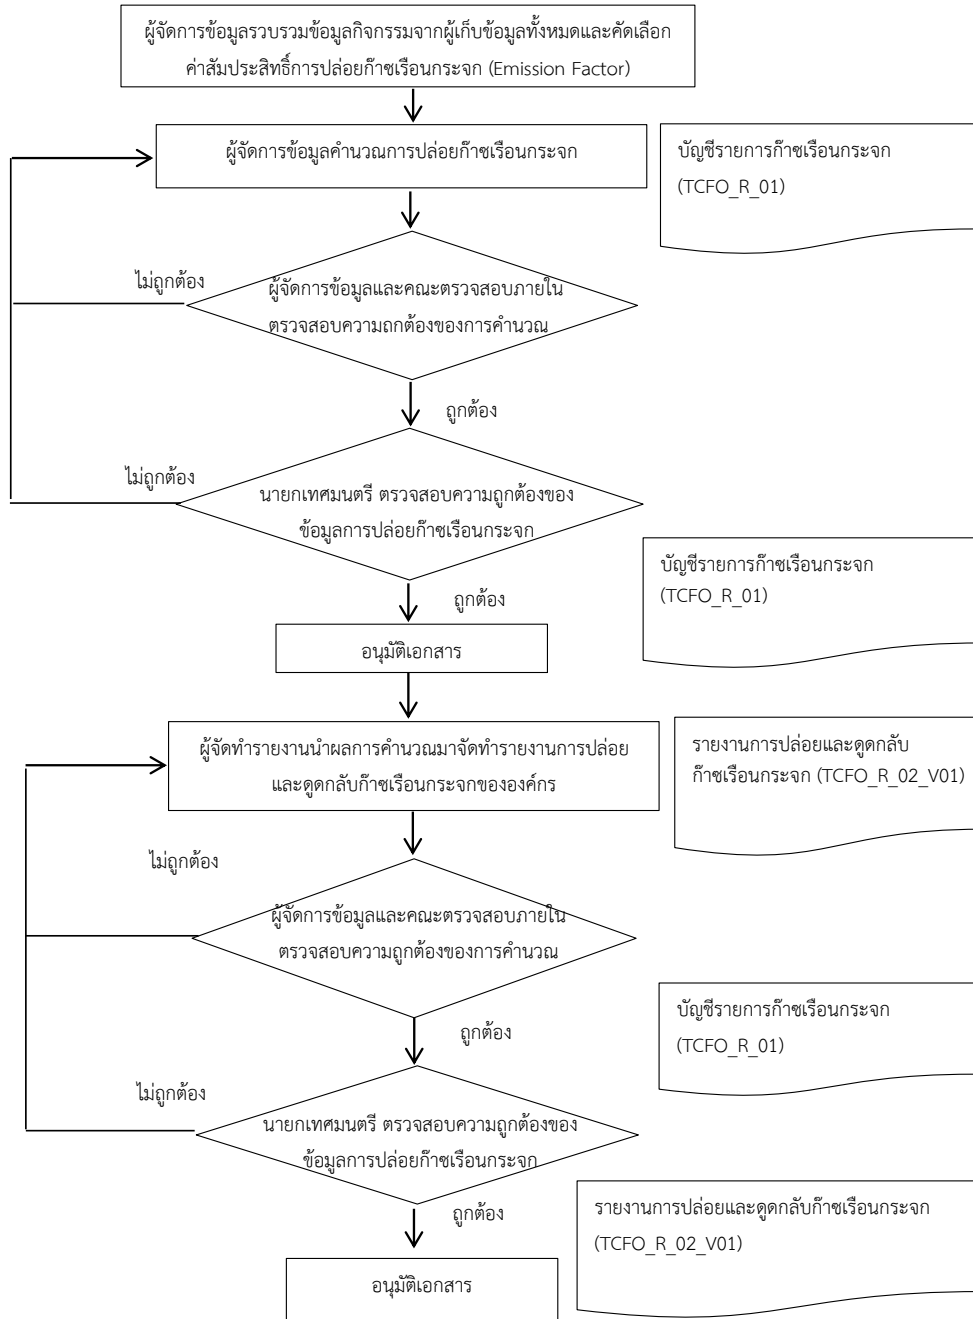 ผู้จัดการข้อมูลรวบรวมข้อมูลกิจกรรมจากผู้เก็บข้อมูลทั้งหมดและคัดเลือก
ค่าสัมประสิทธิ์การปล่อยก๊าซเรือนกระจก (Emission Factor)
ผู้จัดการข้อมูลคำนวณการปล่อยก๊าซเรือนกระจก
บัญชีรายการก๊าซเรือนกระจก
(TCFO_R_01)
ไม่ถูกต้อง
ผู้จัดการข้อมูลและคณะตรวจสอบภายใน
ตรวจสอบความถูกต้องของการคำนวณ
ถูกต้อง
ไม่ถูกต้อง
นายกเทศมนตรี ตรวจสอบความถูกต้องของ
ข้อมูลการปล่อยก๊าซเรือนกระจก
บัญชีรายการก๊าซเรือนกระจก
(TCFO_R_01)
ถูกต้อง
อนุมัติเอกสาร
ผู้จัดทำรายงานนำผลการคำนวณมาจัดทำรายงานการปล่อย
และดูดกลับก๊าซเรือนกระจกขององค์กร
รายงานการปล่อยและดูดกลับ
ก๊าซเรือนกระจก (TCFO_R_02_V01)
ไม่ถูกต้อง
ผู้จัดการข้อมูลและคณะตรวจสอบภายใน
ตรวจสอบความถูกต้องของการคำนวณ
บัญชีรายการก๊าซเรือนกระจก
(TCFO_R_01)
ถูกต้อง
ไม่ถูกต้อง
นายกเทศมนตรี ตรวจสอบความถูกต้องของ
ข้อมูลการปล่อยก๊าซเรือนกระจก
รายงานการปล่อยและดูดกลับก๊าซเรือนกระจก
(TCFO_R_02_V01)
ถูกต้อง
อนุมัติเอกสาร